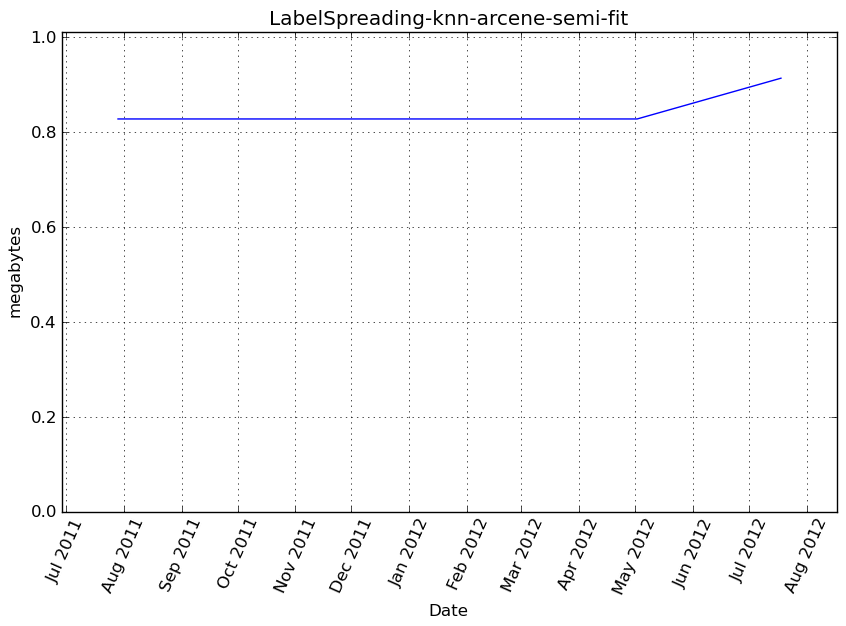 LabelSpreading-knn-arcene-semi-fit
1.0
0.8
0.6
0.4
0.2
0.0
megabytes
Jul 2011
Aug 2011
Sep 2011
Oct 2011
Nov 2011
Dec 2011
Jan 2012
Feb 2012
Mar 2012
Apr 2012
May 2012
Jun 2012
Jul 2012
Aug 2012
Date